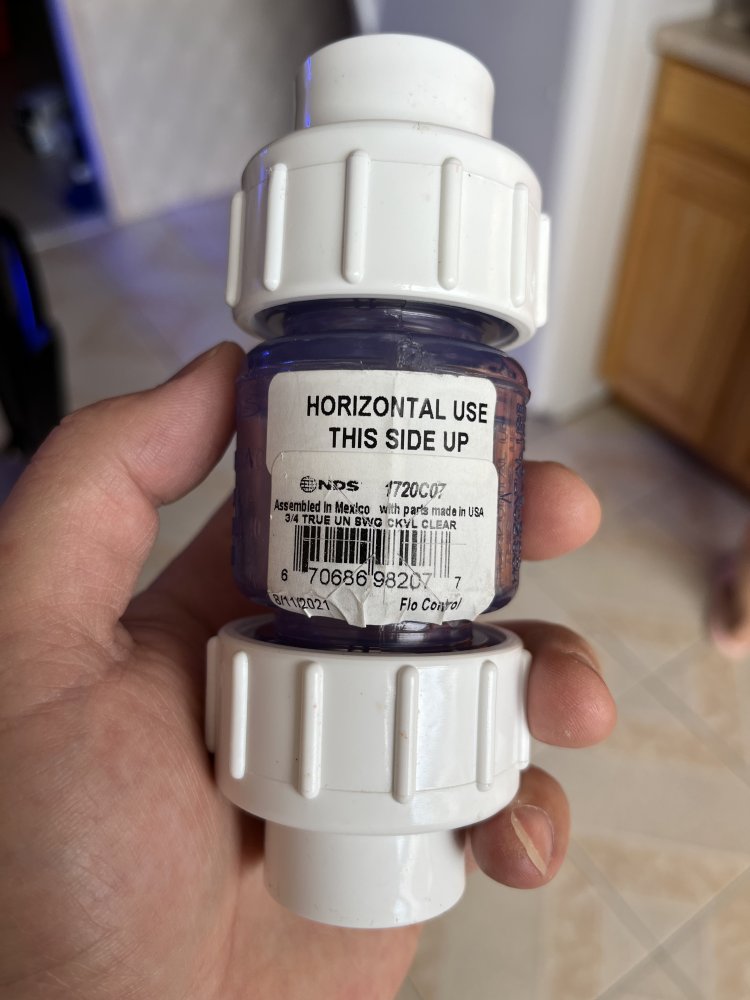 HORIZONTAL USE
THIS SIDE UP
NDS 1720C07
Assembled in Mexico with parts made in USA
3/4 TRUE UN SWG CKVL CLEAR
6 70686 98207 7
8/11/2021 Flo Control